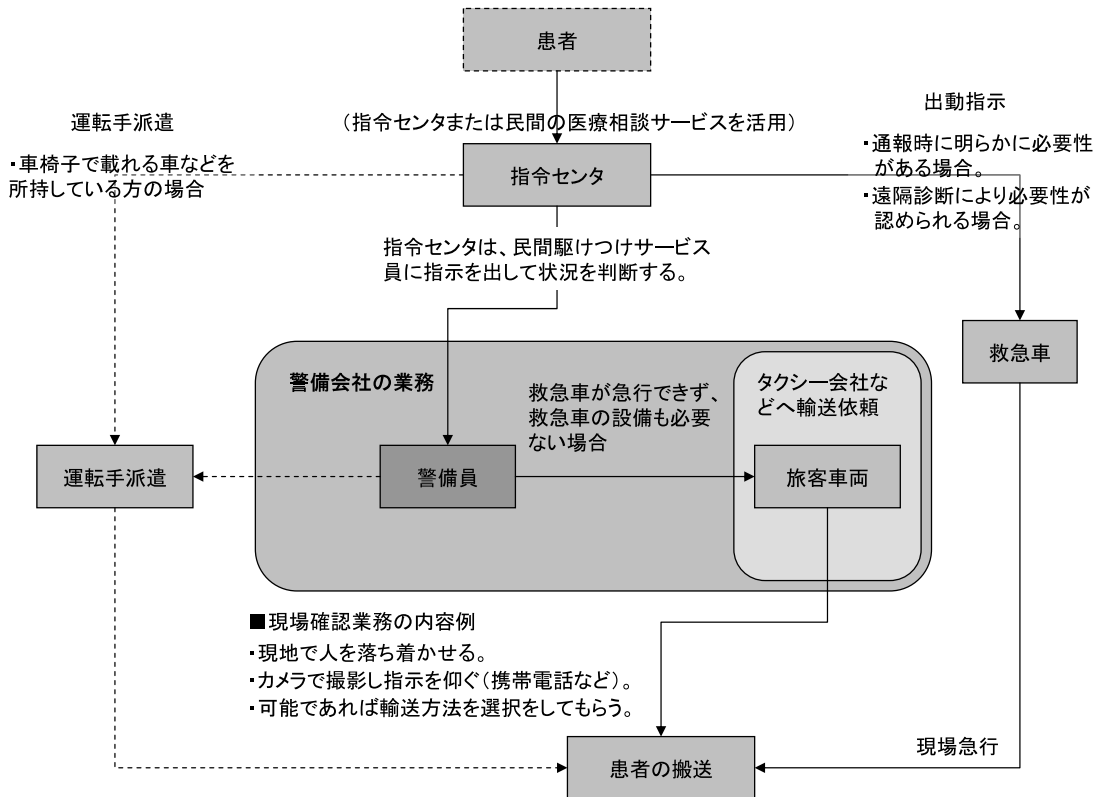 患者
運転手派遣
(指令センタまたは民間の医療相談サービスを活用)
出動指示
・車椅子で載れる車などを
所持している方の場合
指令センタ
・通報時に明らかに必要性
がある場合。
・遠隔診断により必要性が
認められる場合。
指令センタは、民間駆けつけサービス
員に指示を出して状況を判断する。
救急車
警備会社の業務
救急車が急行できず、
救急車の設備も必要
ない場合
タクシー会社な
どへ輸送依頼
運転手派遣
警備員
旅客車両
■現場確認業務の内容例
・現地で人を落ち着かせる。
・カメラで撮影し指示を仰ぐ(携帯電話など)。
・可能であれば輸送方法を選択をしてもらう。
現場急行
患者の搬送